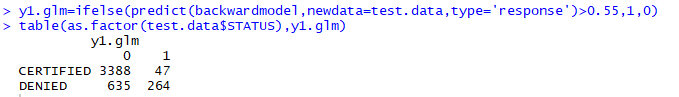 > y1.glm=ifelse(predict(backwardmodel,newdata=test.data,type='response')>0.55,1,0)
> table(as.factor(test.data$STATUS),y1.glm)
y1.glm
0 1
CERTIFIED 3388 47
DENIED 635 264